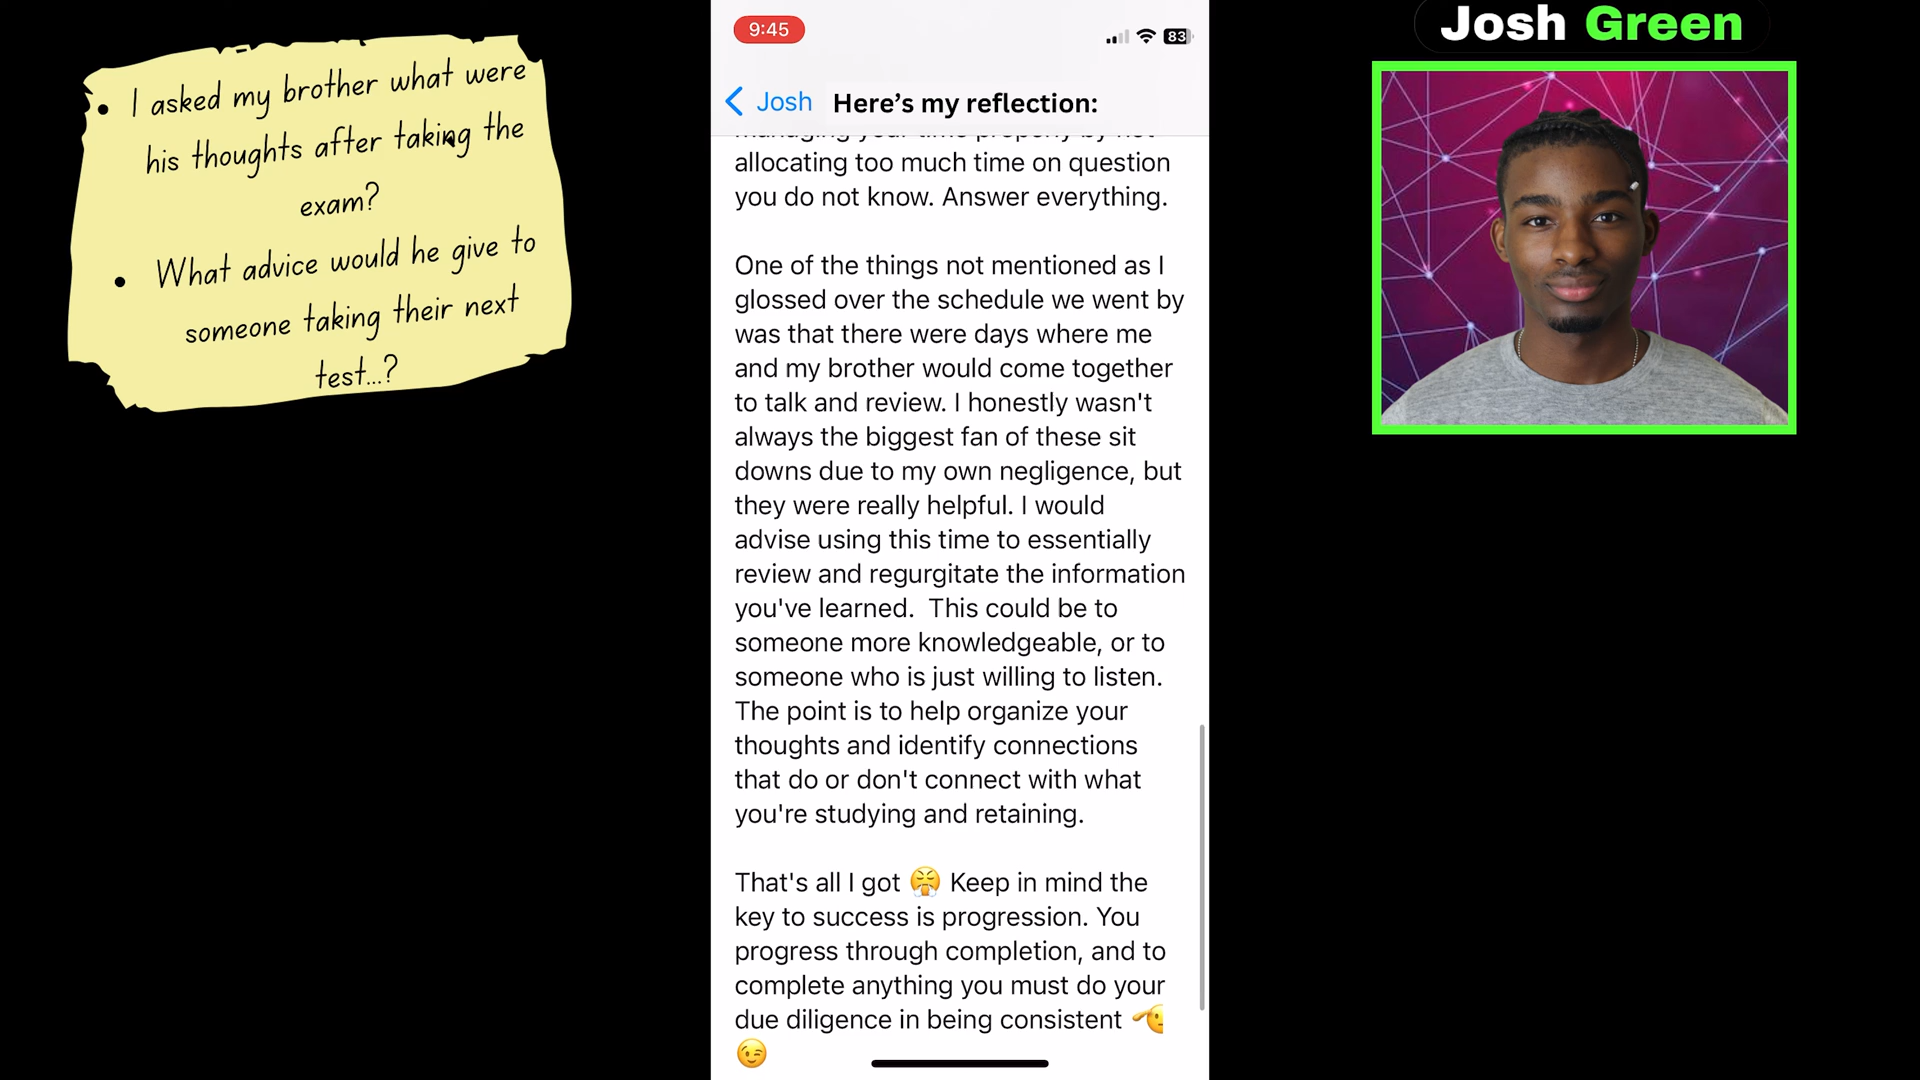 • I asked my brother what were
his thoughts after taking the
exam?
• What advice would he give to
someone taking their next
test...?
9:45
83
Josh
Here’s my reflection:
managing your time properly by not
allocating too much time on question
you do not know. Answer everything.
One of the things not mentioned as I
glossed over the schedule we went by
was that there were days where me
and my brother would come together
to talk and review. I honestly wasn't
always the biggest fan of these sit
downs due to my own negligence, but
they were really helpful. I would
advise using this time to essentially
review and regurgitate the information
you've learned.  This could be to
someone more knowledgeable, or to
someone who is just willing to listen.
The point is to help organize your
thoughts and identify connections
that do or don't connect with what
you're studying and retaining.
That's all I got 😤 Keep in mind the
key to success is progression. You
progress through completion, and to
complete anything you must do your
due diligence in being consistent 🫡
😉
Josh Green